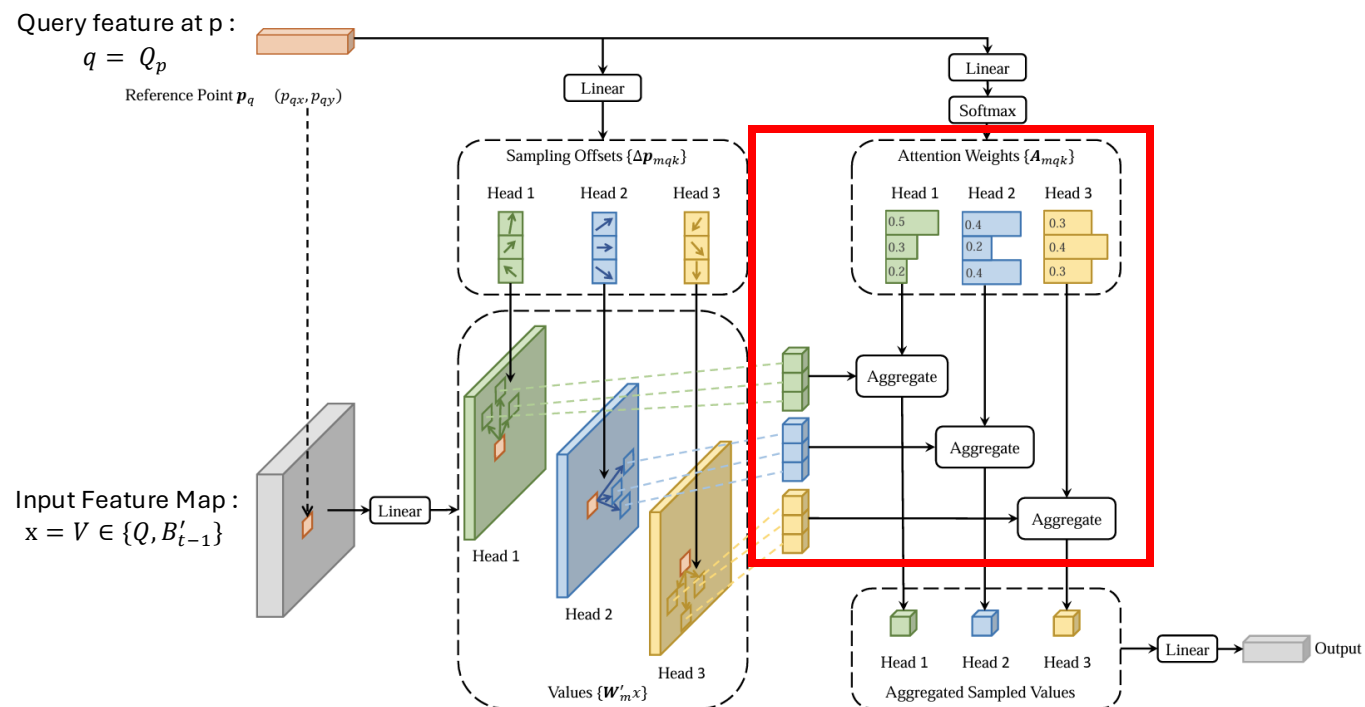 Query feature at p :
q = Q_p
Reference Point p_q (p_qx, p_qy)
Linear
Linear
Softmax
Sampling Offsets {Δp_mqk}
Head 1 Head 2 Head 3
Attention Weights {A_mqk}
Head 1 Head 2 Head 3
0.5 0.4 0.3
0.3 0.2 0.4
0.2 0.4 0.3
Aggregate
Aggregate
Aggregate
Input Feature Map :
x = V ∈ {Q, B′_t−1}
Linear
Head 1
Head 2
Head 3
Values {W′_m x}
Head 1 Head 2 Head 3
Aggregated Sampled Values
Linear
Output